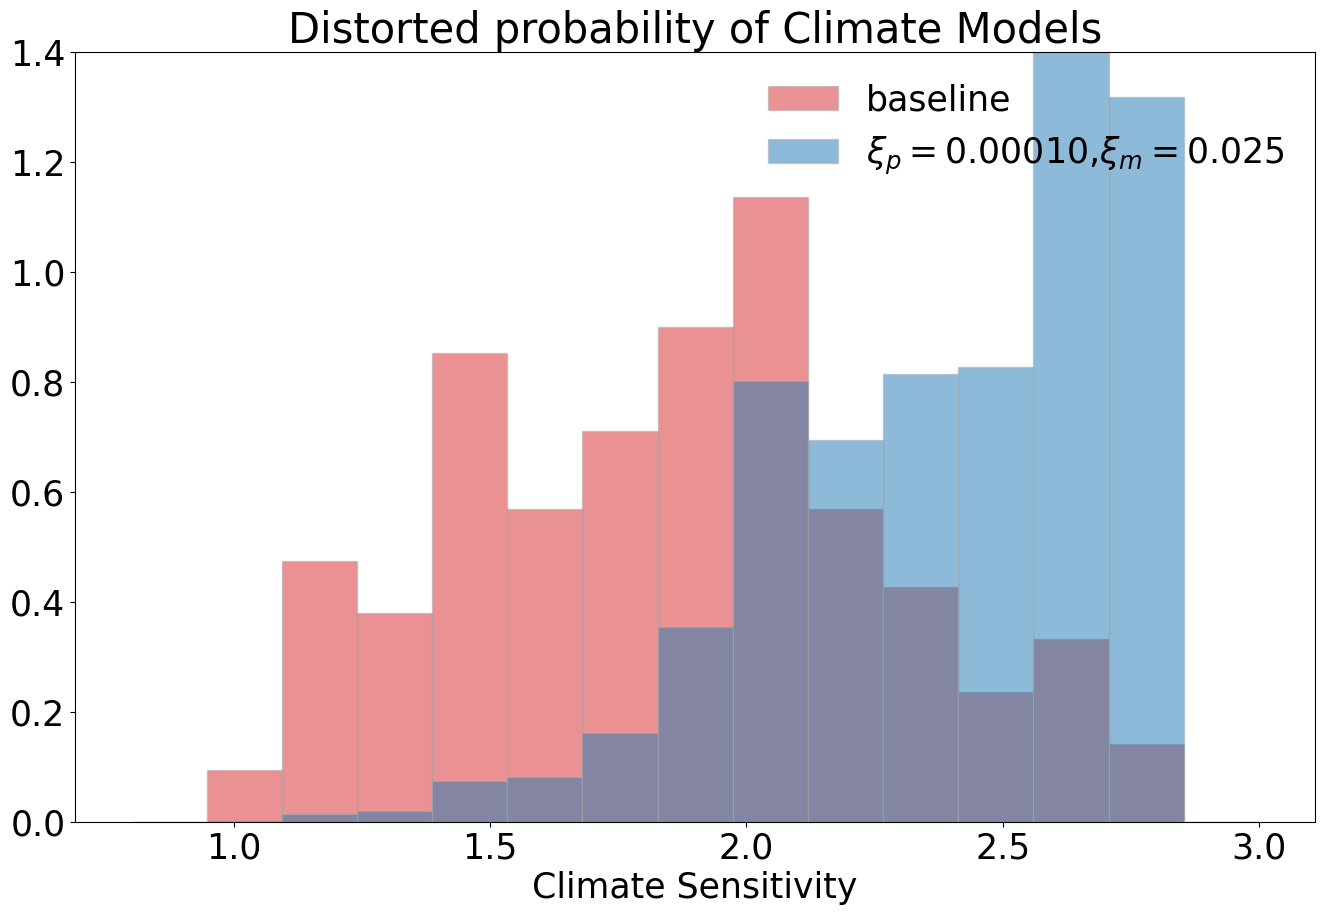 Distorted probability of Climate Models
1.4
1.2
1.0
0.8
0.6
0.4
0.2
0.0
baseline
ξₚ = 0.00010,ξₘ = 0.025
1.0 1.5 2.0 2.5 3.0
Climate Sensitivity